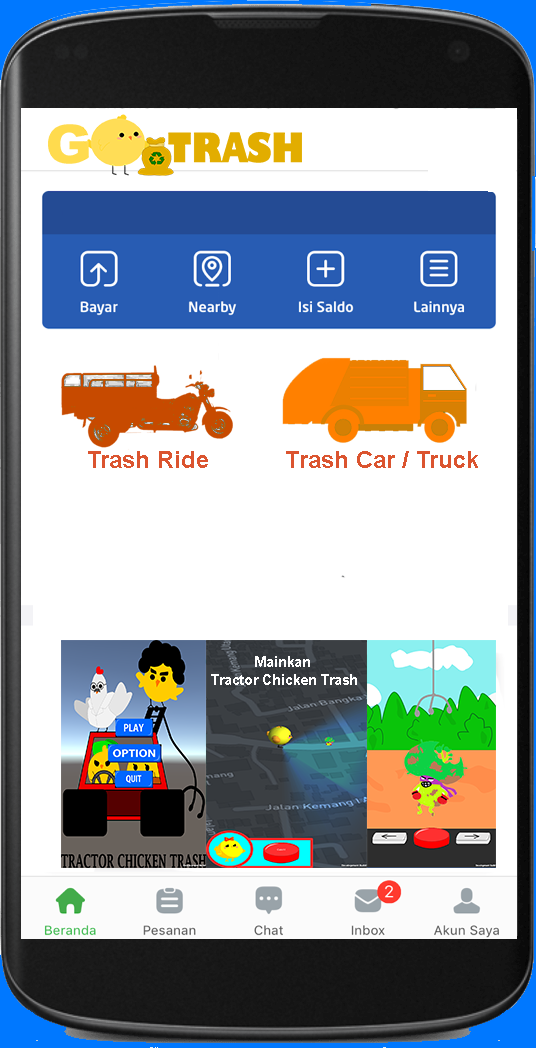 GO TRASH
Bayar Nearby Isi Saldo Lainnya
Trash Ride Trash Car / Truck
PLAY
OPTION
QUIT
TRACTOR CHICKEN TRASH
Mainkan
Tractor Chicken Trash
Jalan Bangka
Jalan Kemang
2
Beranda Pesanan Chat Inbox Akun Saya